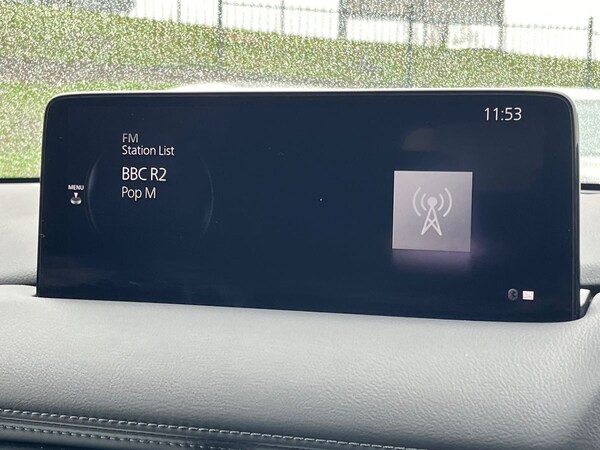 11:53
FM
Station List
BBC R2
Pop M
MENU